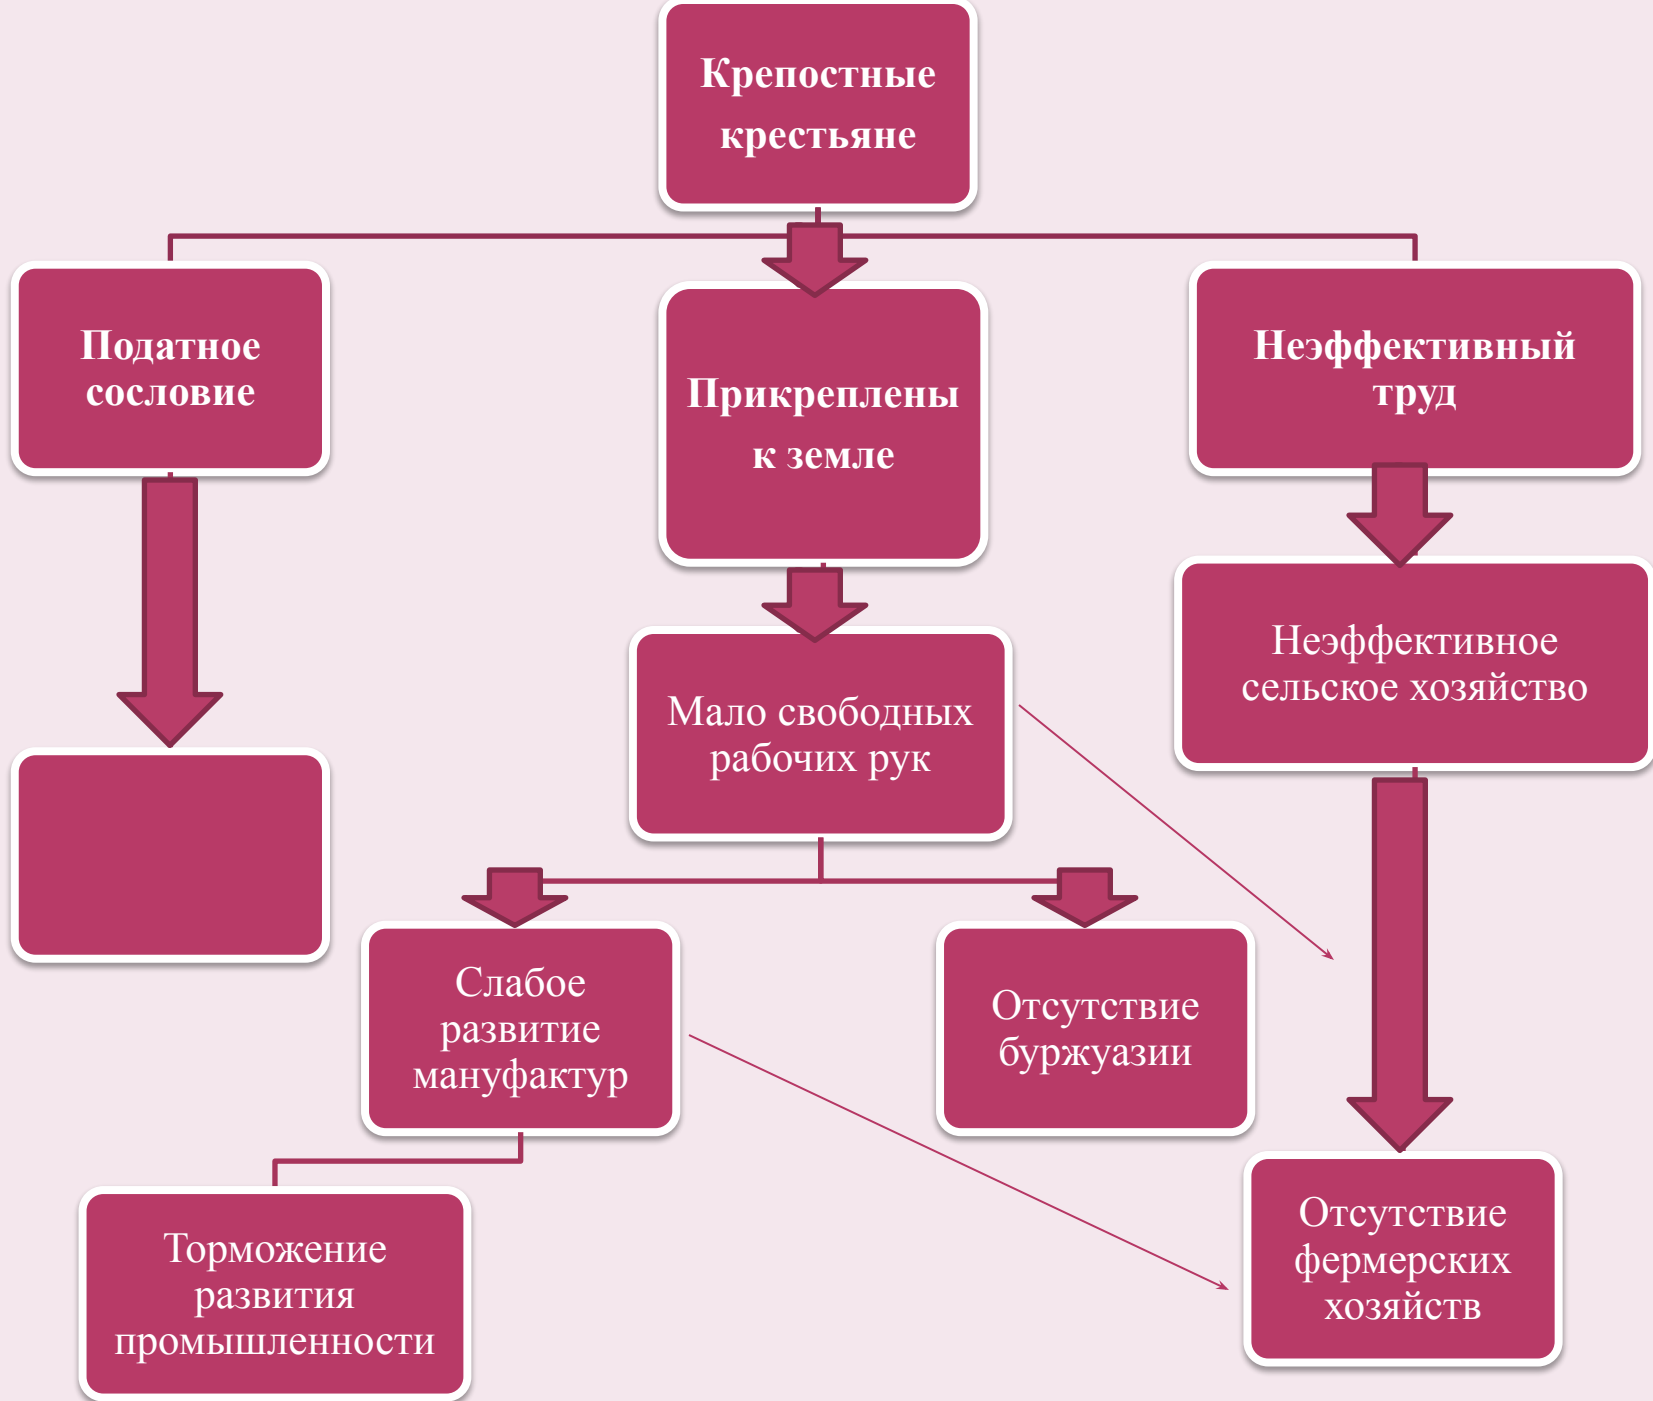 Крепостные
крестьяне
Податное
сословие
Прикреплены
к земле
Неэффективный
труд
Мало свободных
рабочих рук
Неэффективное
сельское хозяйство
Слабое
развитие
мануфактур
Отсутствие
буржуазии
Торможение
развития
промышленности
Отсутствие
фермерских
хозяйств